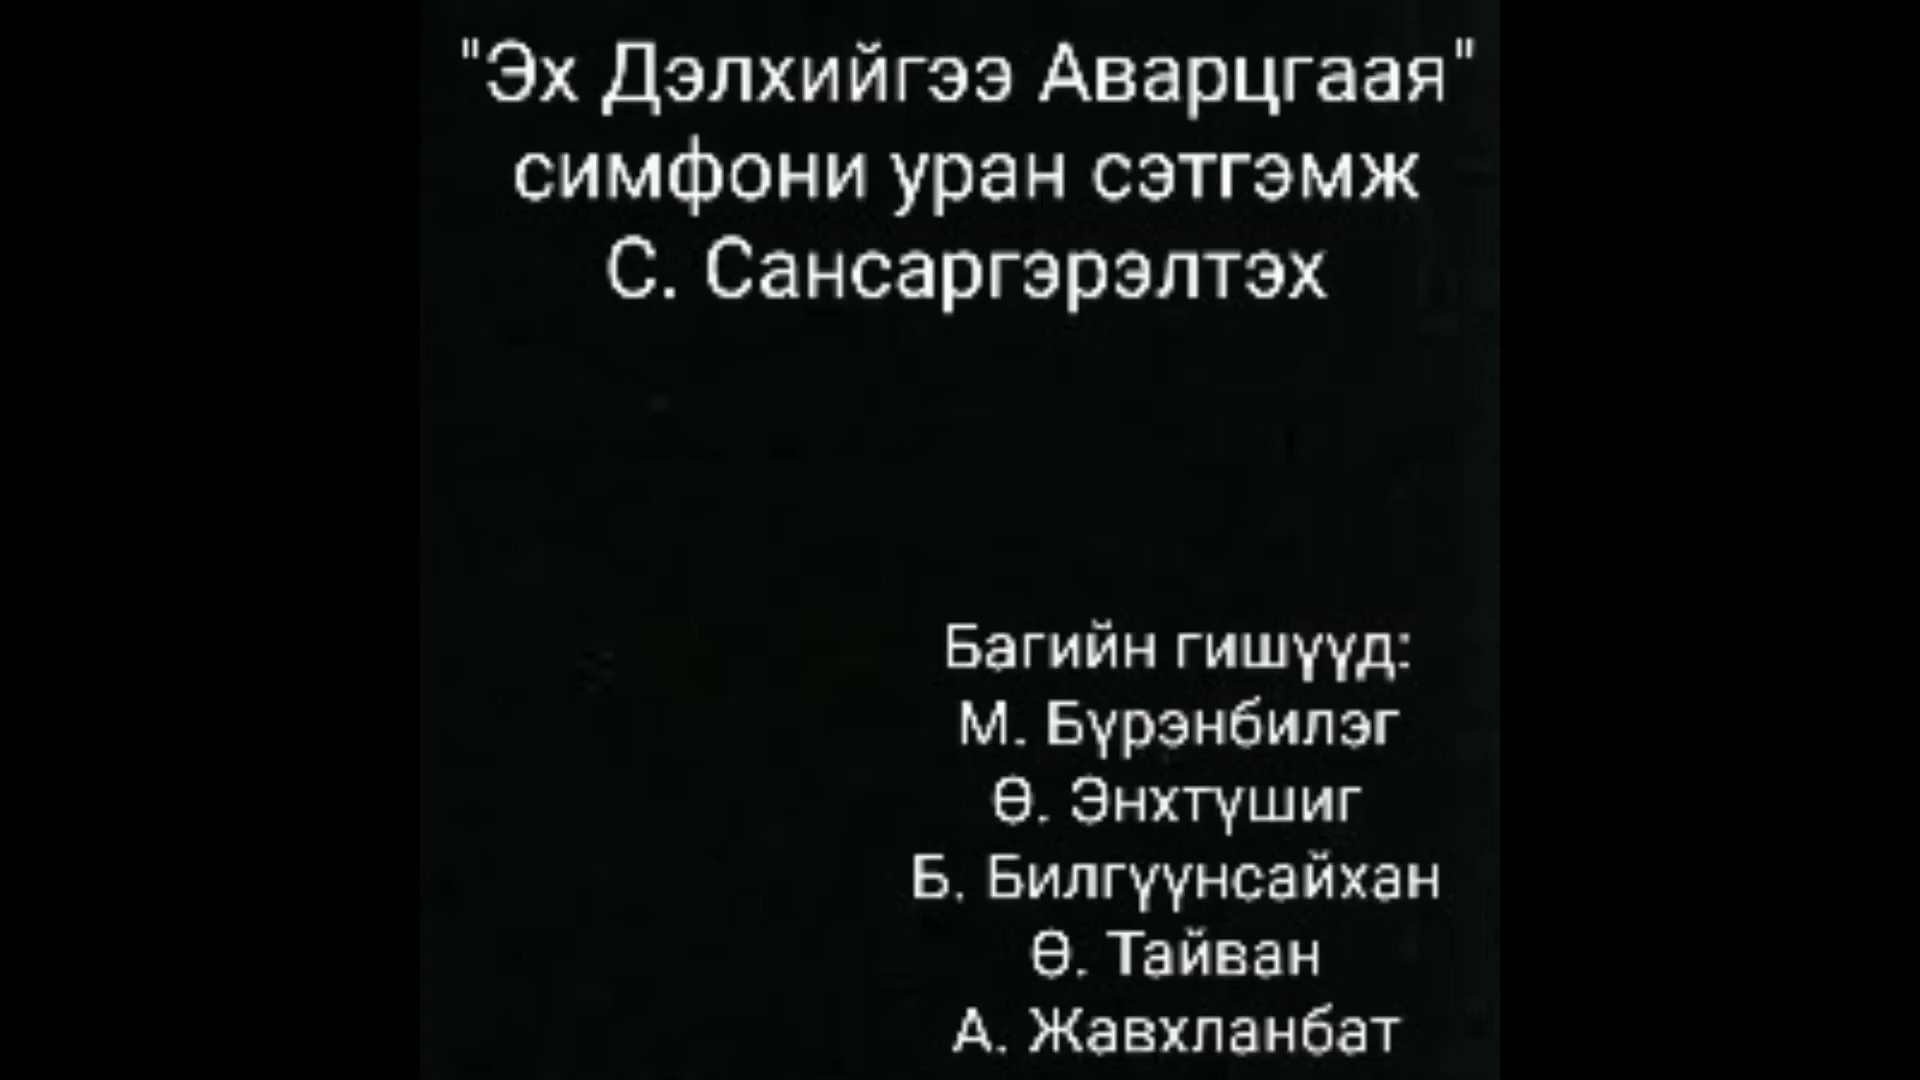 "Эх Дэлхийгээ Аварцгаая"
симфони уран сэтгэмж
С. Сансаргэрэлтэх
Багийн гишүүд:
М. Бүрэнбилэг
Ө. Энхтүшиг
Б. Билгүүнсайхан
Ө. Тайван
А. Жавхланбат